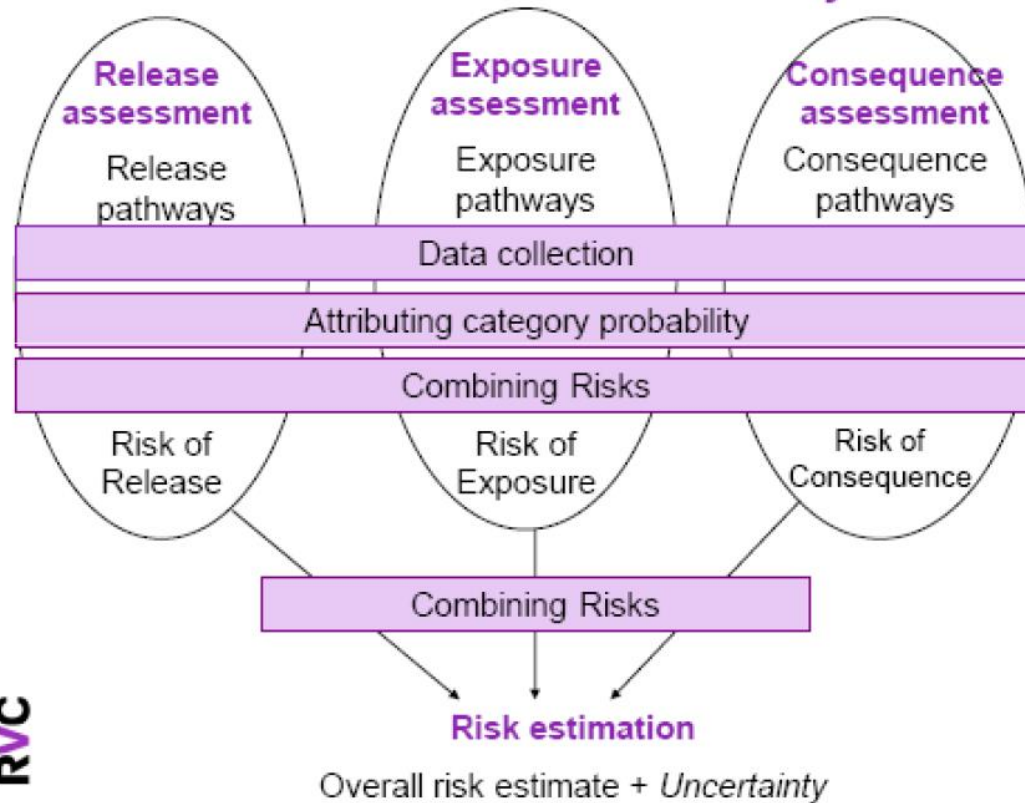 Release
assessment
Release
pathways
Exposure
assessment
Exposure
pathways
Consequence
assessment
Consequence
pathways
Data collection
Attributing category probability
Combining Risks
Risk of
Release
Risk of
Exposure
Risk of
Consequence
Combining Risks
Risk estimation
Overall risk estimate + Uncertainty
RVC